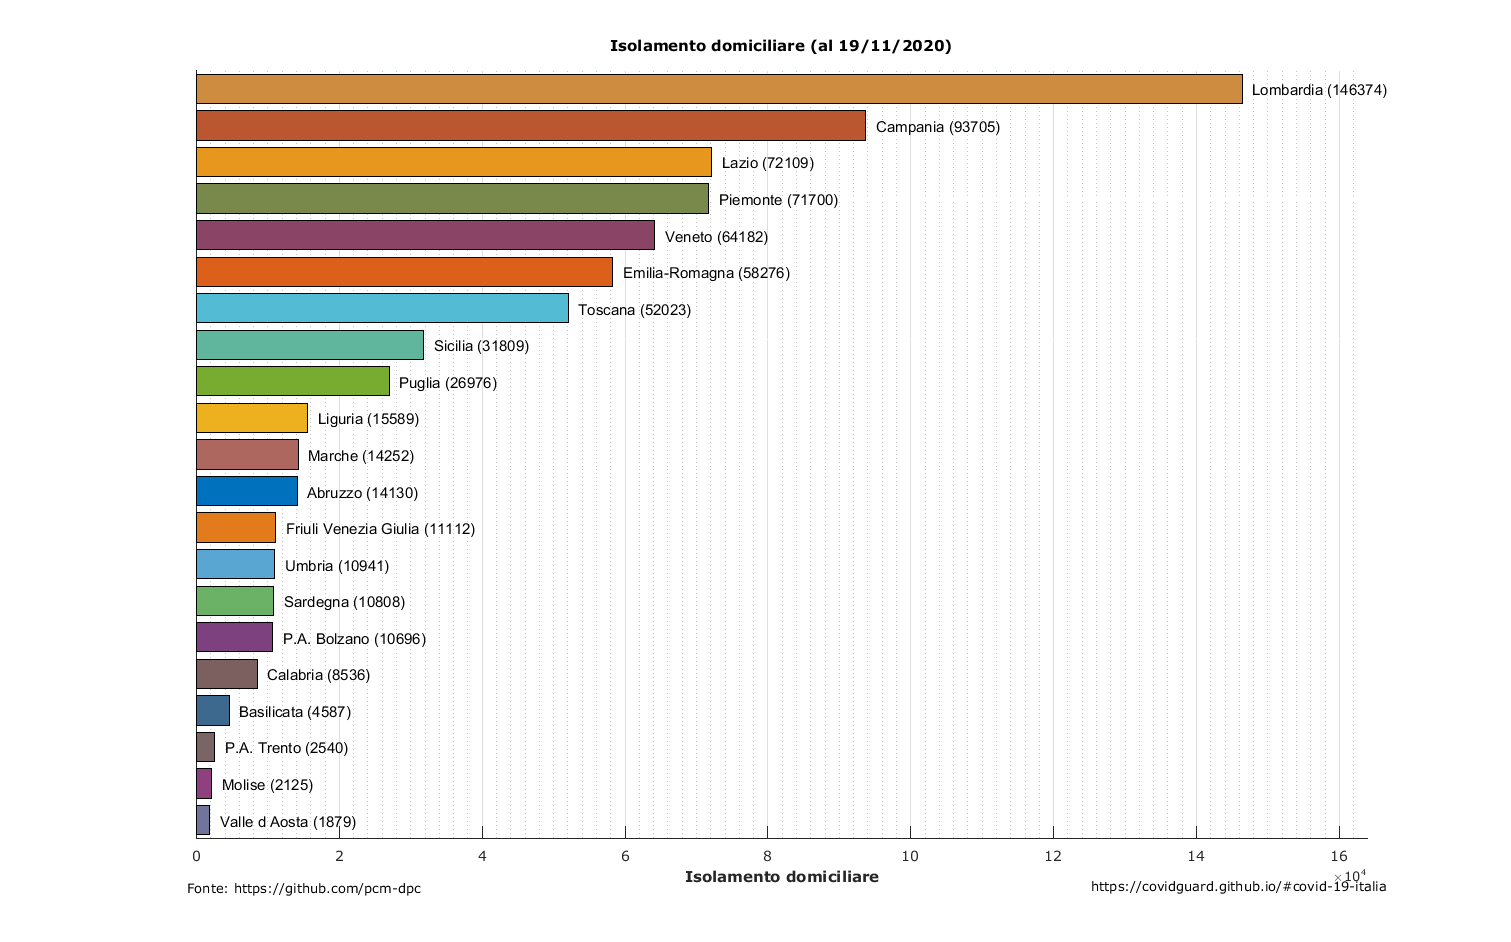 Isolamento domiciliare (al 19/11/2020)
Lombardia (146374)
Campania (93705)
Lazio (72109)
Piemonte (71700)
Veneto (64182)
Emilia-Romagna (58276)
Toscana (52023)
Sicilia (31809)
Puglia (26976)
Liguria (15589)
Marche (14252)
Abruzzo (14130)
Friuli Venezia Giulia (11112)
Umbria (10941)
Sardegna (10808)
P.A. Bolzano (10696)
Calabria (8536)
Basilicata (4587)
P.A. Trento (2540)
Molise (2125)
Valle d Aosta (1879)
0 2 4 6 8 10 12 14 16
×10⁴
Isolamento domiciliare
Fonte: https://github.com/pcm-dpc
https://covidguard.github.io/#covid-19-italia